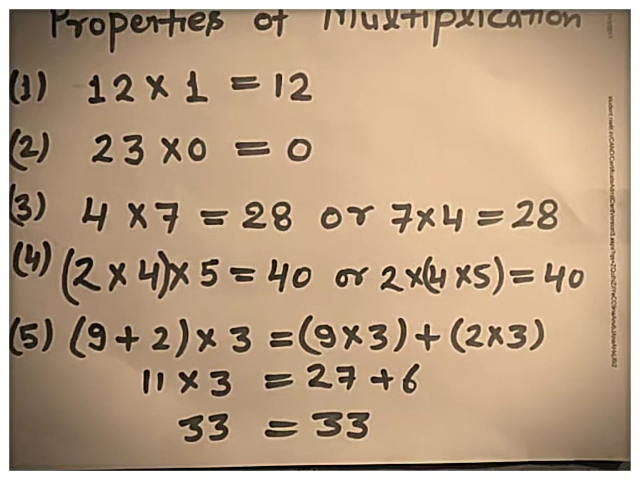 Properties of Multiplication
(1) 12 × 1 = 12
(2) 23 × 0 = 0
(3) 4 × 7 = 28 or 7 × 4 = 28
(4) (2 × 4) × 5 = 40 or 2 × (4 × 5) = 40
(5) (9 + 2) × 3 = (9 × 3) + (2 × 3)
11 × 3 = 27 + 6
33 = 33